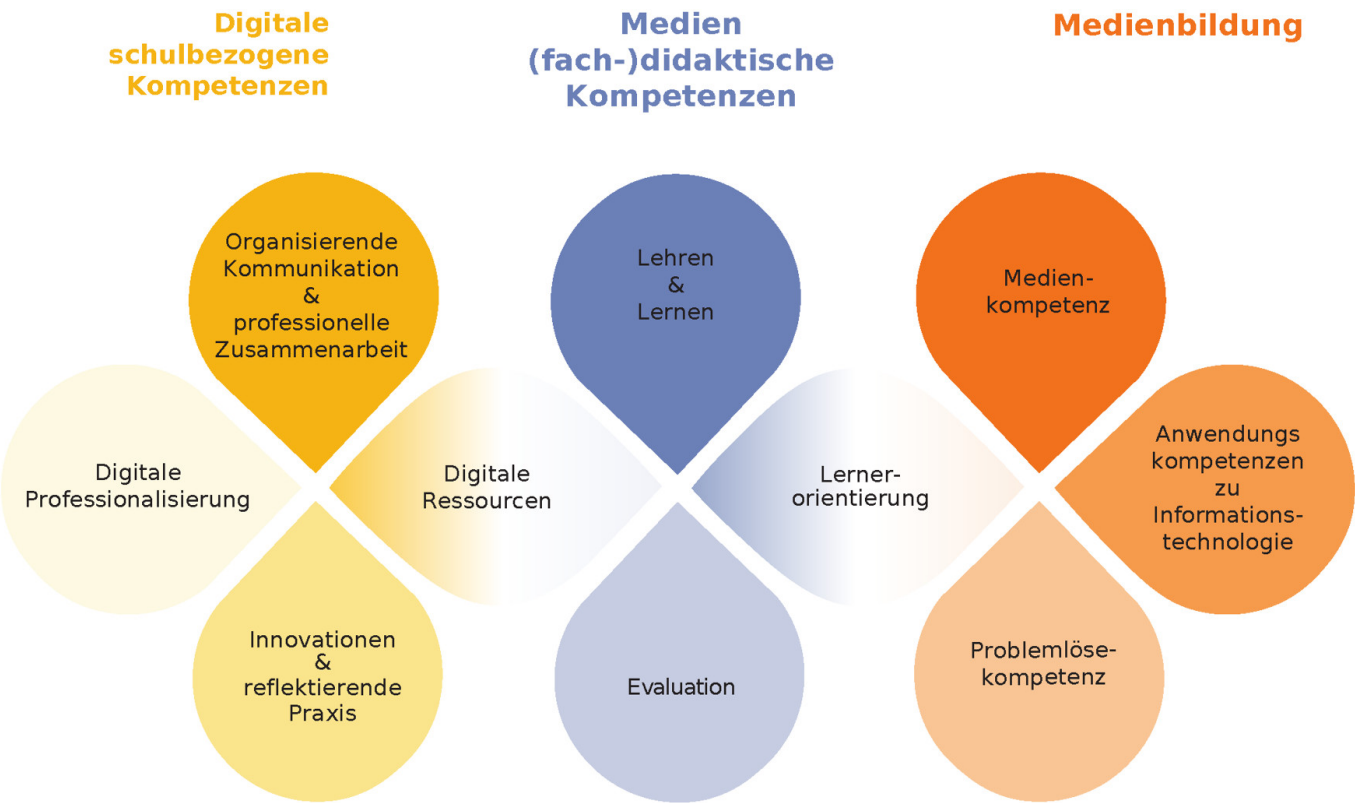 Digitale
schulbezogene
Kompetenzen
Medien
(fach-)didaktische
Kompetenzen
Medienbildung
Organisierende
Kommunikation
&
professionelle
Zusammenarbeit
Lehren
&
Lernen
Medien-
kompetenz
Digitale
Professionalisierung
Digitale
Ressourcen
Lerner-
orientierung
Anwendungs
kompetenzen
zu
Informations-
technologie
Innovationen
&
reflektierende
Praxis
Evaluation
Problemlöse-
kompetenz